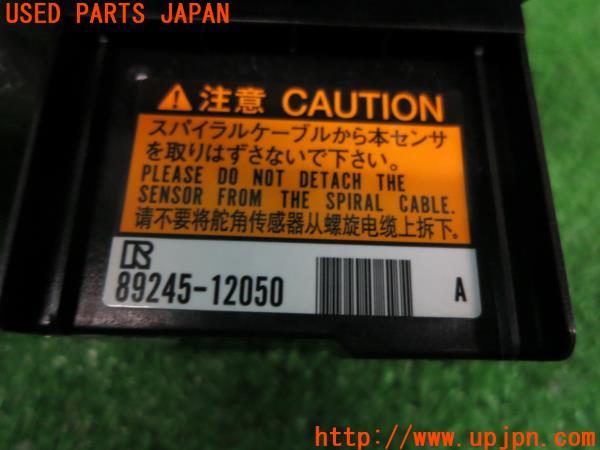 USED PARTS JAPAN
注意 CAUTION
スパイラルケーブルから本センサ
を取りはずさないで下さい。
PLEASE DO NOT DETACH THE
SENSOR FROM THE SPIRAL CABLE.
请不要将舵角传感器从螺旋电缆上拆下.
89245-12050 A
http://www.upjpn.com/